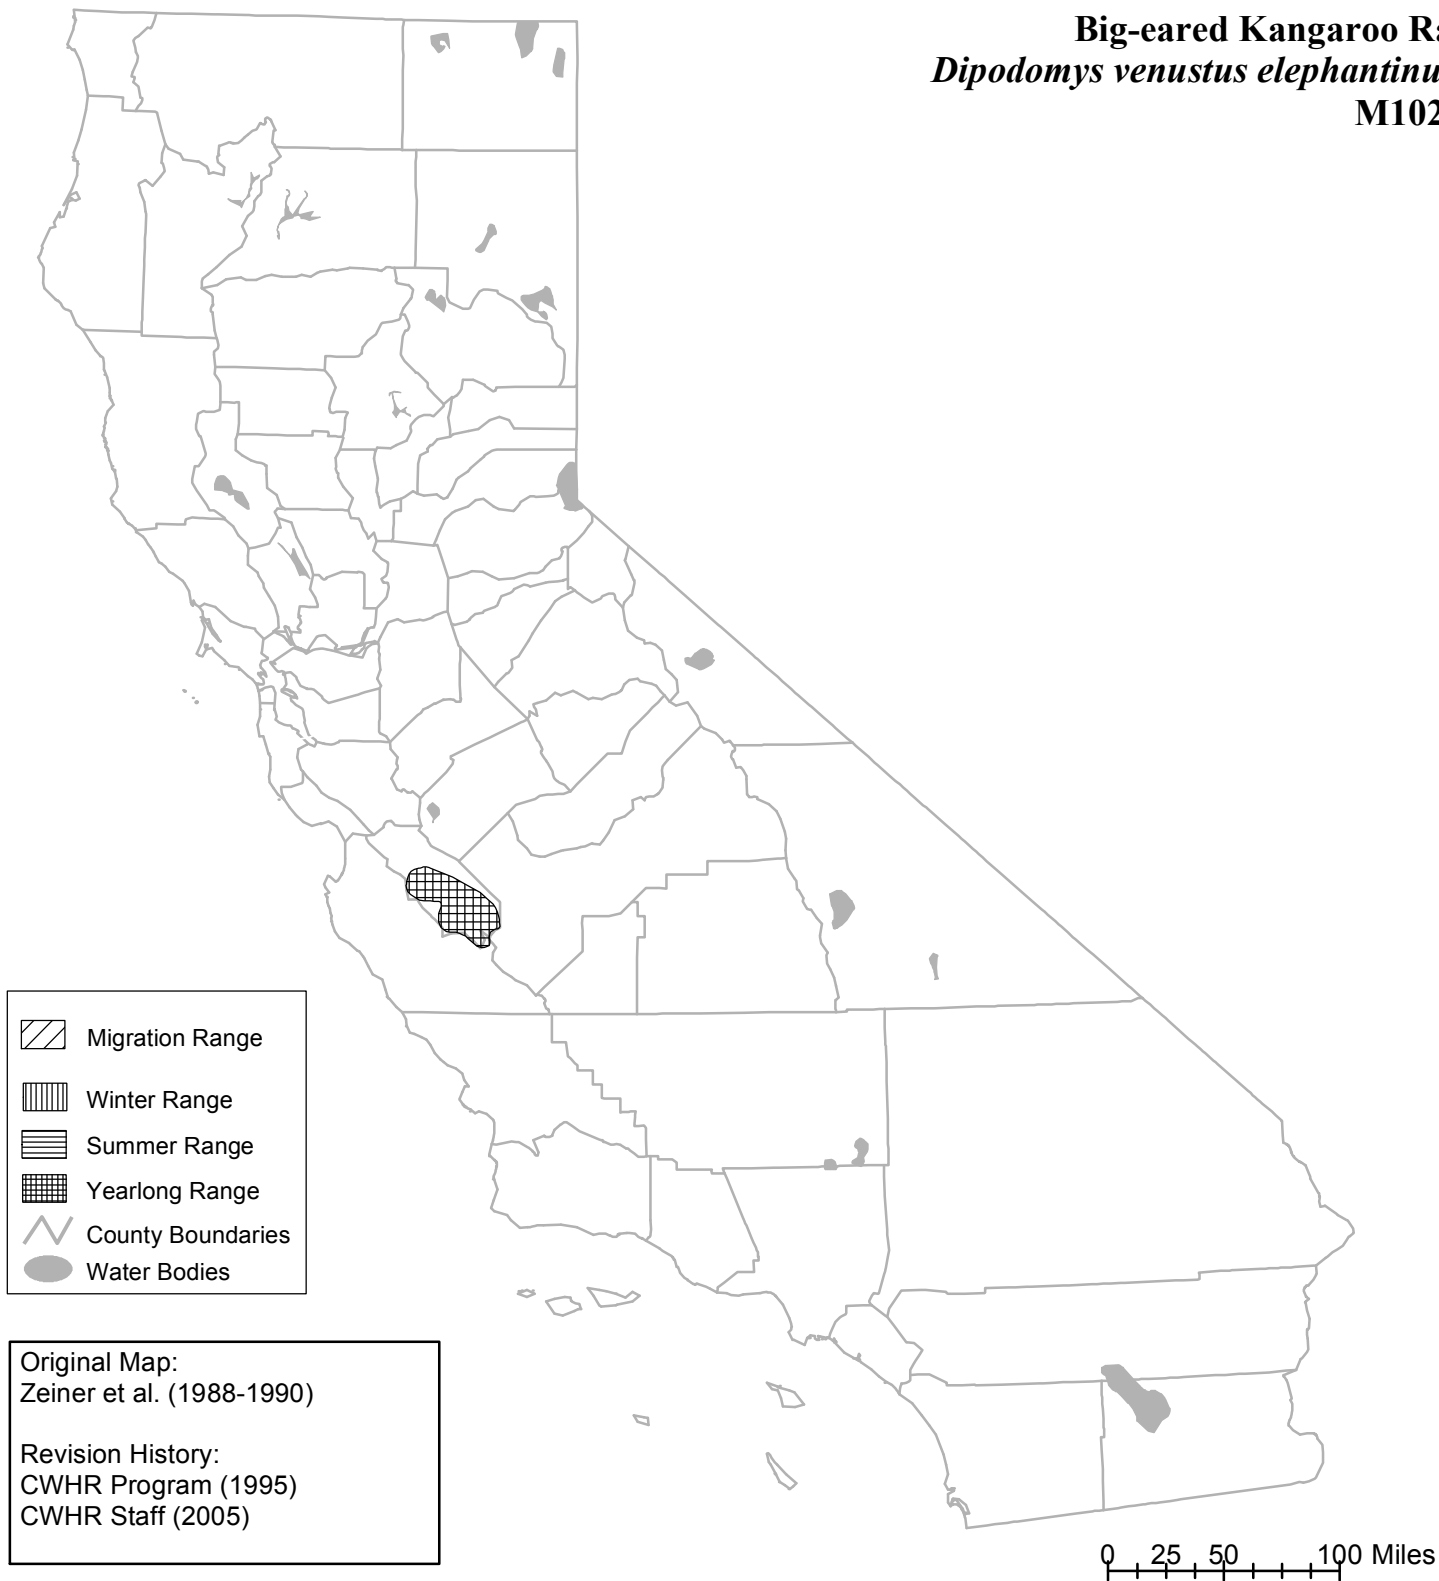 Big-eared Kangaroo Ra
Dipodomys venustus elephantinu
M102
Migration Range
Winter Range
Summer Range
Yearlong Range
County Boundaries
Water Bodies
Original Map:
Zeiner et al. (1988-1990)
Revision History:
CWHR Program (1995)
CWHR Staff (2005)
0 25 50 100 Miles